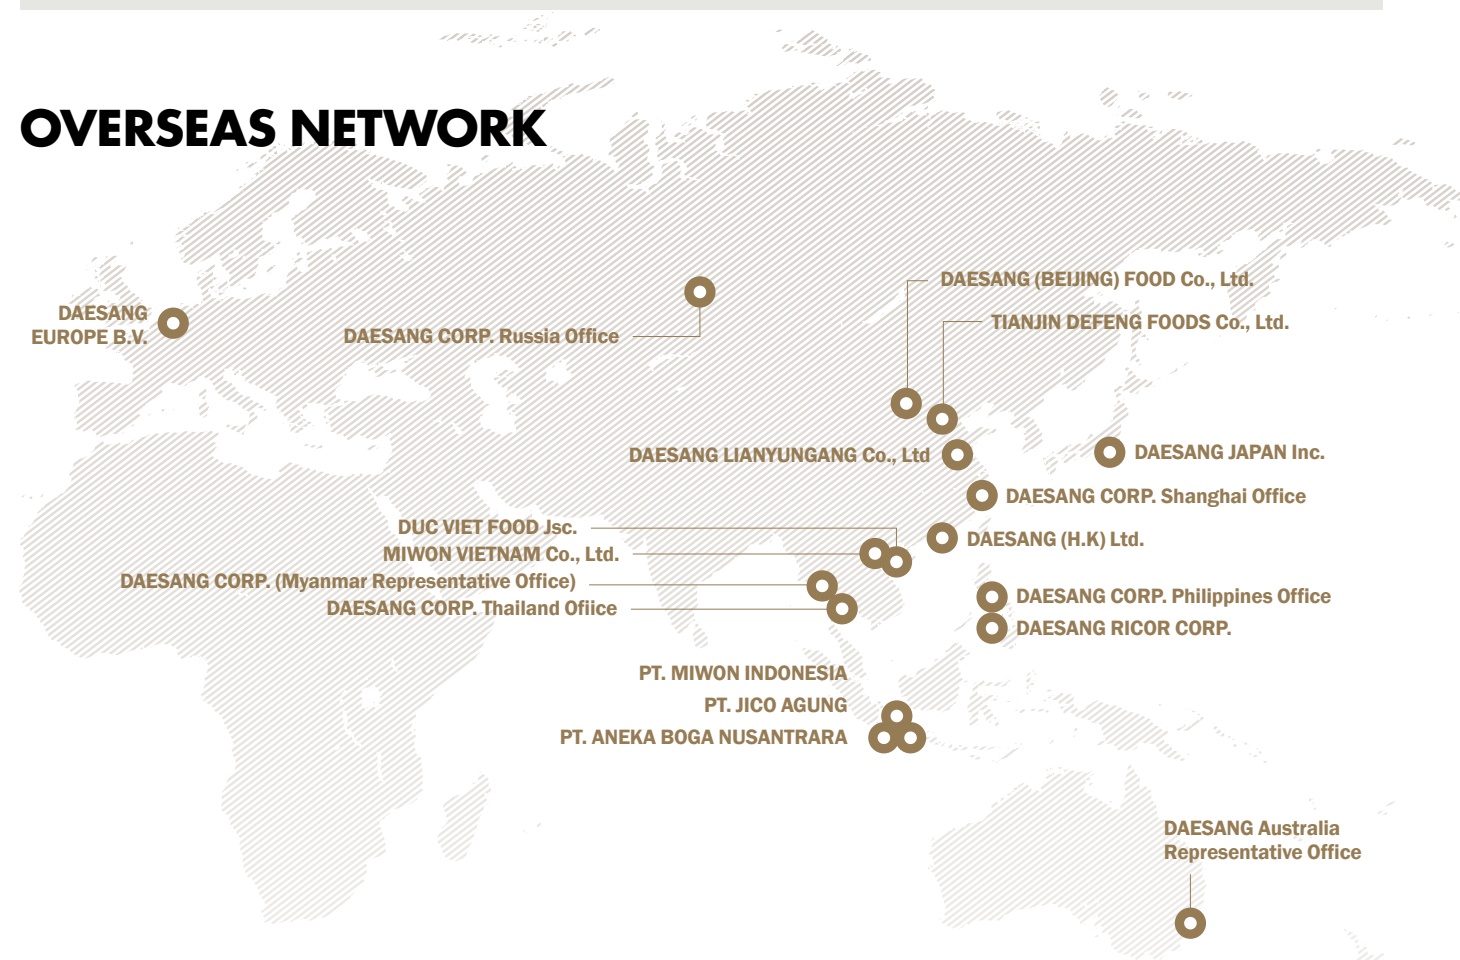 OVERSEAS NETWORK
DAESANG
EUROPE B.V.
DAESANG CORP. Russia Office
DAESANG (BEIJING) FOOD Co., Ltd.
TIANJIN DEFENG FOODS Co., Ltd.
DAESANG LIANYUNGANG Co., Ltd
DAESANG JAPAN Inc.
DAESANG CORP. Shanghai Office
DUC VIET FOOD Jsc.
DAESANG (H.K) Ltd.
MIWON VIETNAM Co., Ltd.
DAESANG CORP. (Myanmar Representative Office)
DAESANG CORP. Thailand Ofiice
DAESANG CORP. Philippines Office
DAESANG RICOR CORP.
PT. MIWON INDONESIA
PT. JICO AGUNG
PT. ANEKA BOGA NUSANTRARA
DAESANG Australia
Representative Office